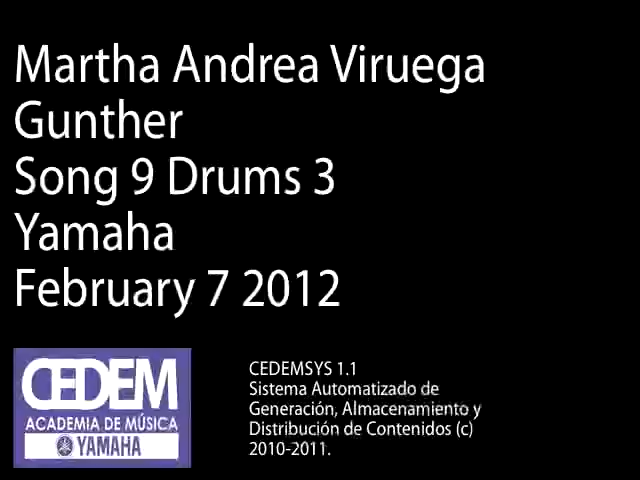 Martha Andrea Viruega
Gunther
Song 9 Drums 3
Yamaha
February 7 2012
CEDEM
ACADEMIA DE MÚSICA
YAMAHA
CEDEMSYS 1.1
Sistema Automatizado de
Generación, Almacenamiento y
Distribución de Contenidos (c)
2010-2011.